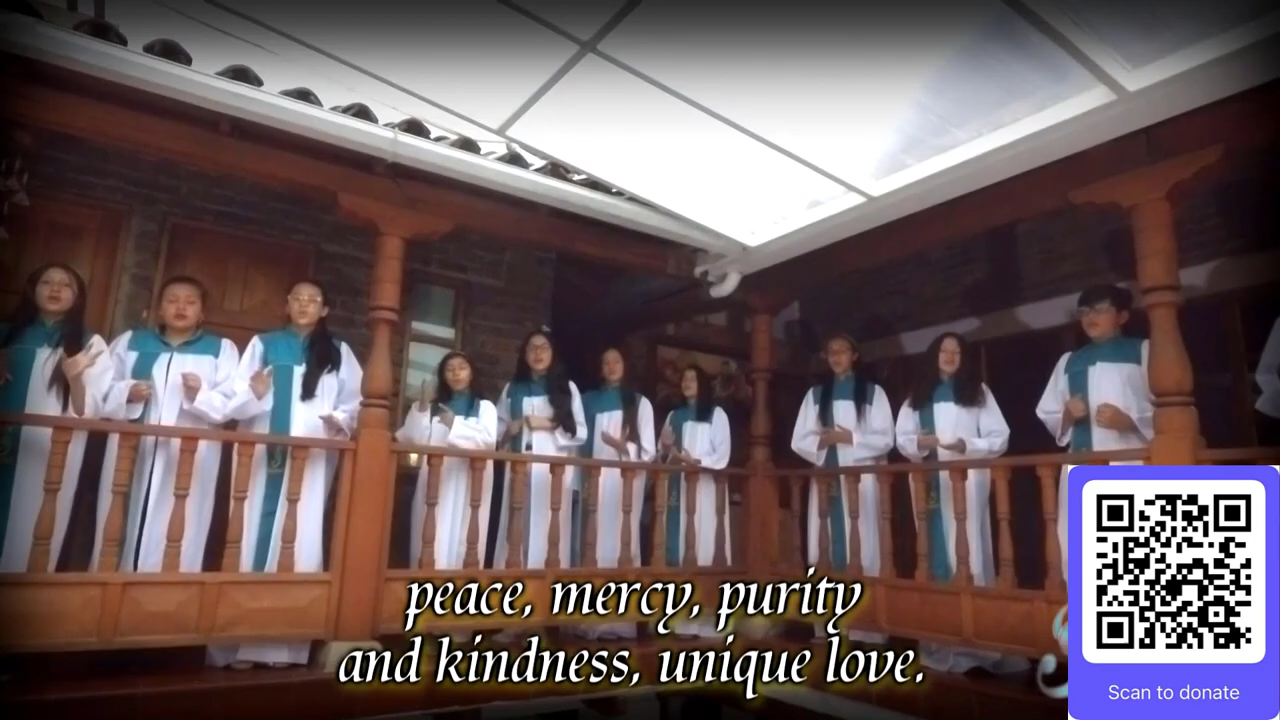 peace, mercy, purity
and kindness, unique love.
Scan to donate